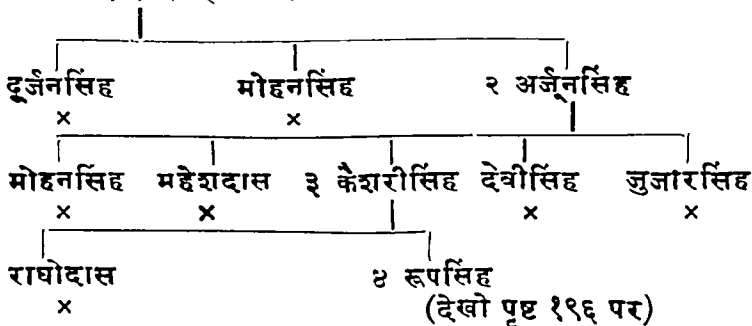 दूर्जनसिंह मोहनसिंह २ अर्जूनसिंह
× × 
मोहनसिंह महेशदास ३ कैशरीसिंह देवीसिंह जुजारसिंह
× × × ×
राघोदास ४ रूपसिंह
× (देखो पृष्ट १९६ पर)